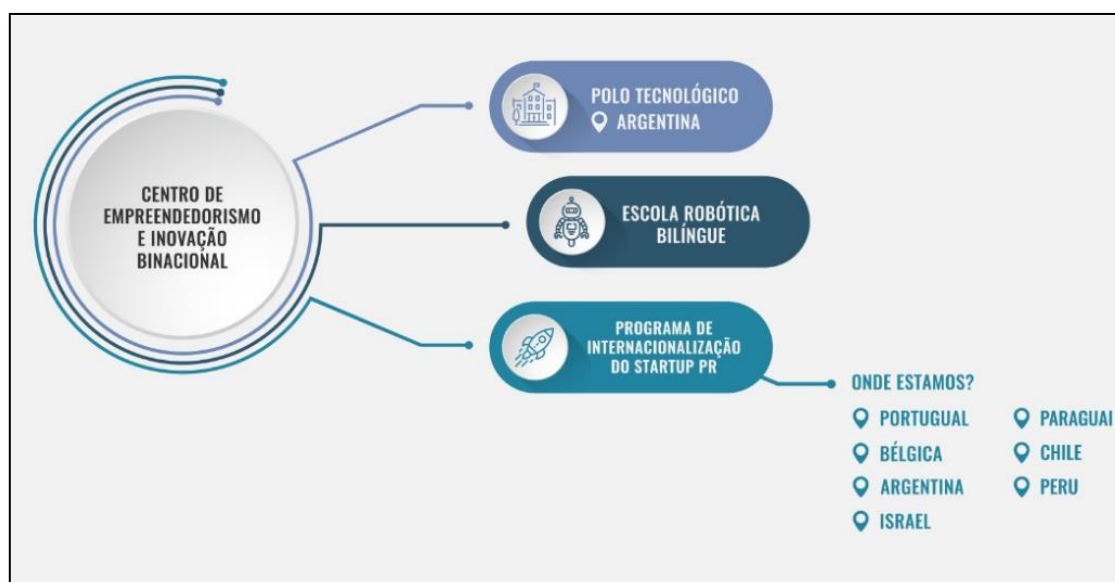 CENTRO DE
EMPREENDEDORISMO
E INOVAÇÃO
BINACIONAL
POLO TECNOLÓGICO
ARGENTINA
ESCOLA ROBÓTICA
BILÍNGUE
PROGRAMA DE
INTERNACIONALIZAÇÃO
DO STARTUP PR
ONDE ESTAMOS?
PORTUGUAL
BÉLGICA
ARGENTINA
ISRAEL
PARAGUAI
CHILE
PERU